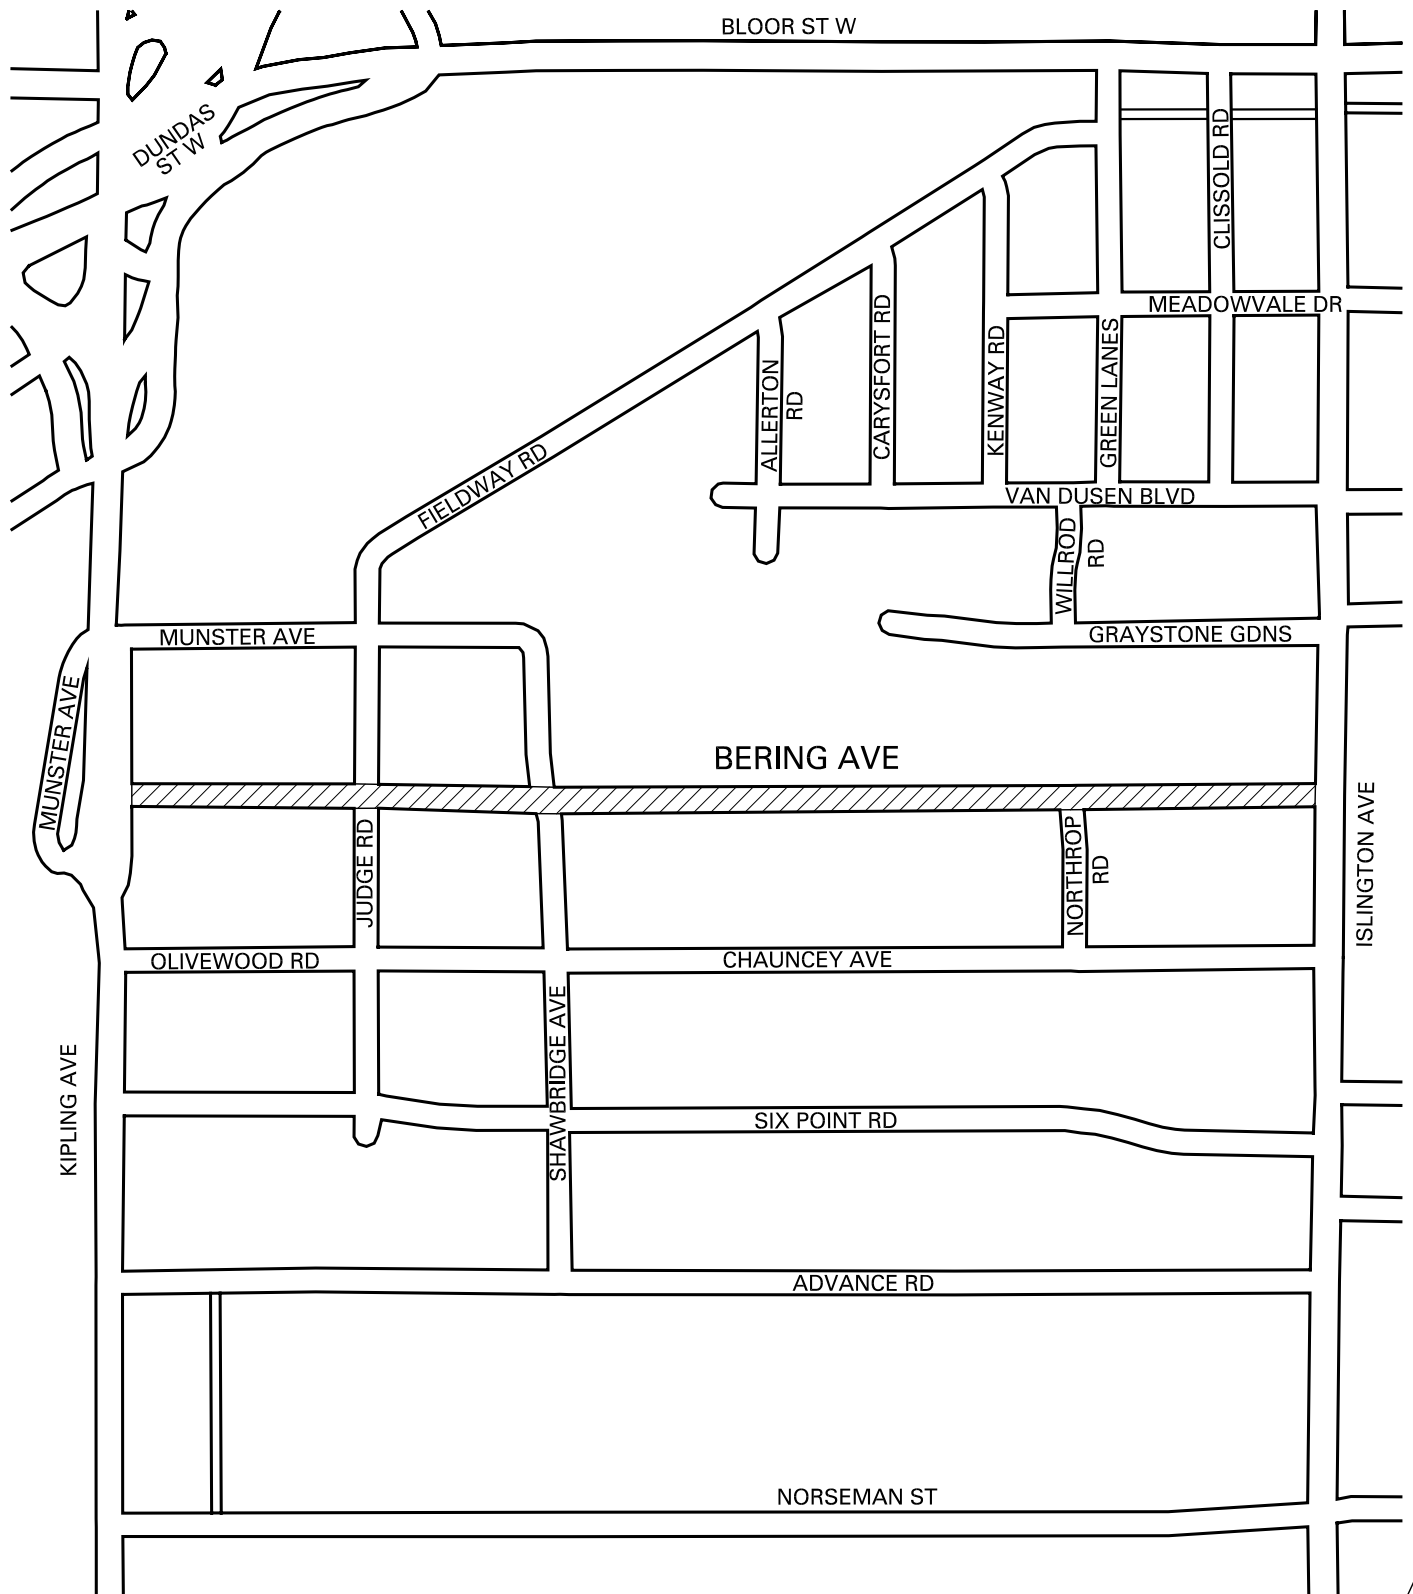 BLOOR ST W
DUNDAS
ST W
CLISSOLD RD
MEADOWVALE DR
GREEN LANES
KENWAY RD
CARYSFORT RD
ALLERTON
RD
FIELDWAY RD
VAN DUSEN BLVD
WILLROD
RD
MUNSTER AVE
GRAYSTONE GDNS
MUNSTER AVE
BERING AVE
ISLINGTON AVE
JUDGE RD
NORTHROP
RD
OLIVEWOOD RD
CHAUNCEY AVE
SHAWBRIDGE AVE
KIPLING AVE
SIX POINT RD
ADVANCE RD
NORSEMAN ST